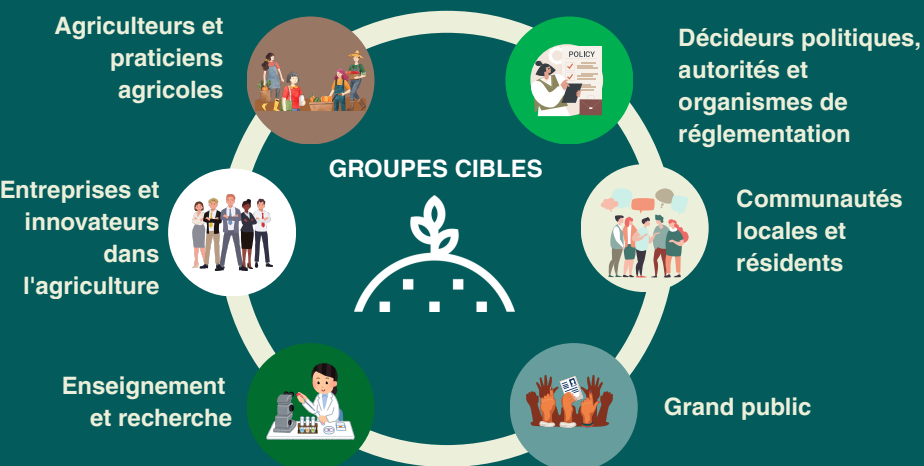 Agriculteurs et
praticiens
agricoles
POLICY
Décideurs politiques,
autorités et
organismes de
réglementation
GROUPES CIBLES
Entreprises et
innovateurs
dans
l'agriculture
Communautés
locales et
résidents
Enseignement
et recherche
Grand public